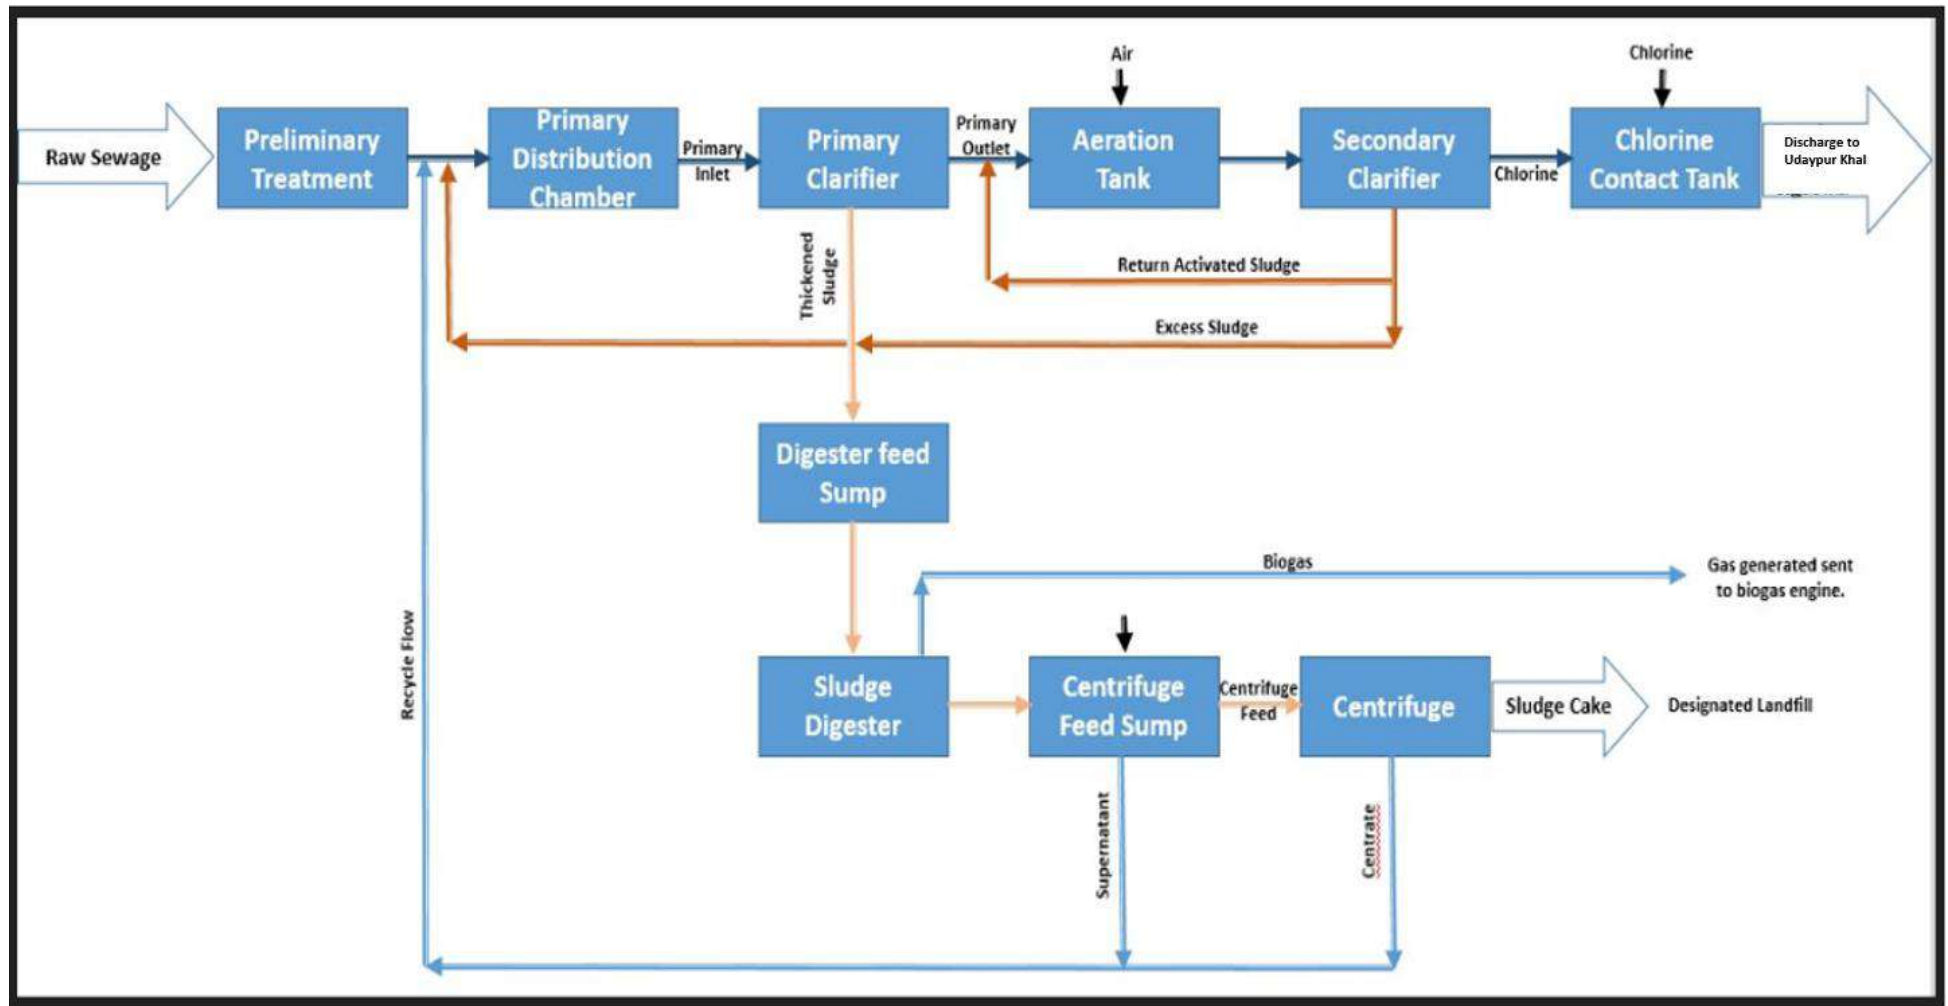 Air
Chlorine
Raw Sewage
Preliminary
Treatment
Primary
Distribution
Chamber
Primary
Inlet
Primary
Clarifier
Primary
Outlet
Aeration
Tank
Secondary
Clarifier
Chlorine
Chlorine
Contact Tank
Discharge to
Udaypur Khal
Thickened
Sludge
Return Activated Sludge
Excess Sludge
Digester feed
Sump
Biogas
Gas generated sent
to biogas engine.
Recycle Flow
Sludge
Digester
Centrifuge
Feed Sump
Centrifuge
Feed
Centrifuge
Sludge Cake
Designated Landfill
Supernatant
Centrate